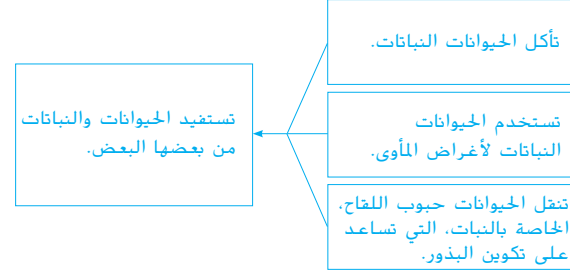 تأكل الحيوانات النباتات.
تستخدم الحيوانات
النباتات لأغراض المأوى.
تنقل الحيوانات حبوب اللقاح،
الخاصة بالنبات، التي تساعد
على تكوين البذور.
تستفيد الحيوانات والنباتات
من بعضها البعض.